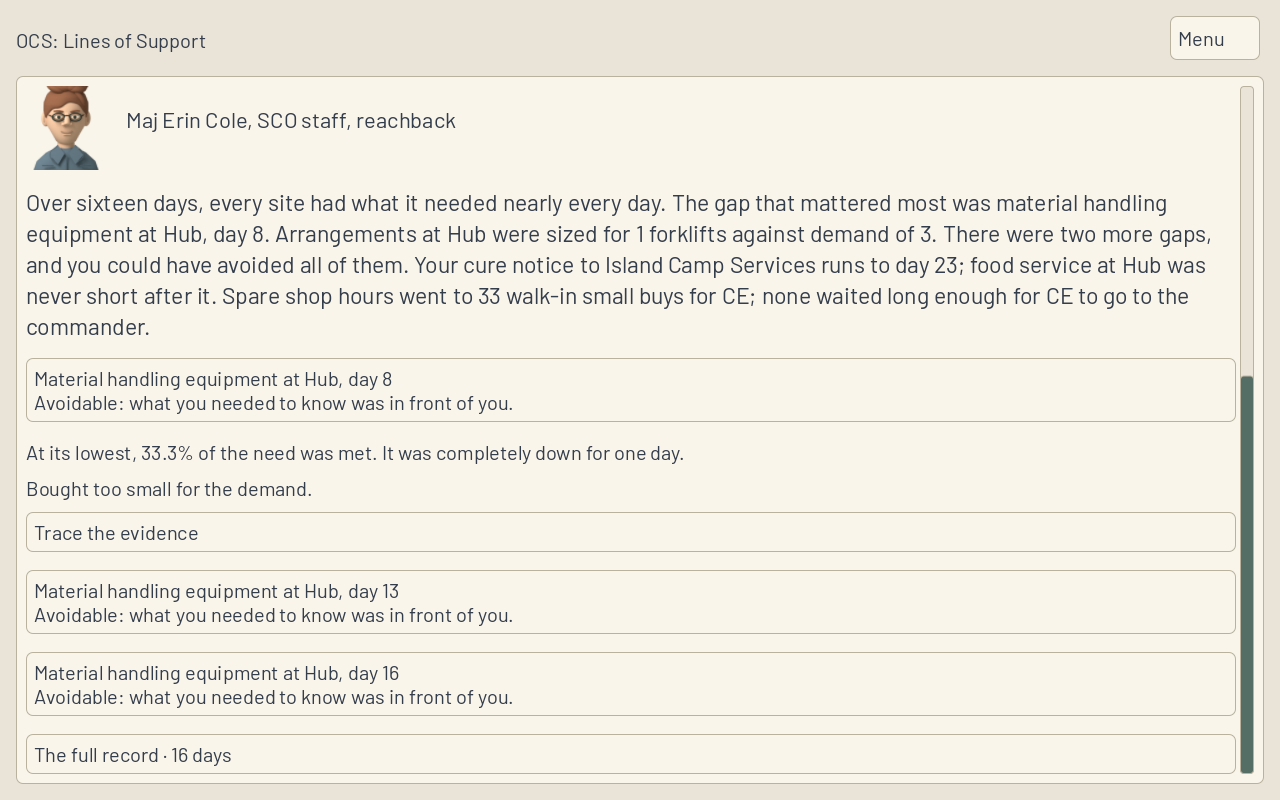 OCS: Lines of Support
Menu
Maj Erin Cole, SCO staff, reachback
Over sixteen days, every site had what it needed nearly every day. The gap that mattered most was material handling
equipment at Hub, day 8. Arrangements at Hub were sized for 1 forklifts against demand of 3. There were two more gaps,
and you could have avoided all of them. Your cure notice to Island Camp Services runs to day 23; food service at Hub was
never short after it. Spare shop hours went to 33 walk-in small buys for CE; none waited long enough for CE to go to the
commander.
Material handling equipment at Hub, day 8
Avoidable: what you needed to know was in front of you.
At its lowest, 33.3% of the need was met. It was completely down for one day.
Bought too small for the demand.
Trace the evidence
Material handling equipment at Hub, day 13
Avoidable: what you needed to know was in front of you.
Material handling equipment at Hub, day 16
Avoidable: what you needed to know was in front of you.
The full record · 16 days